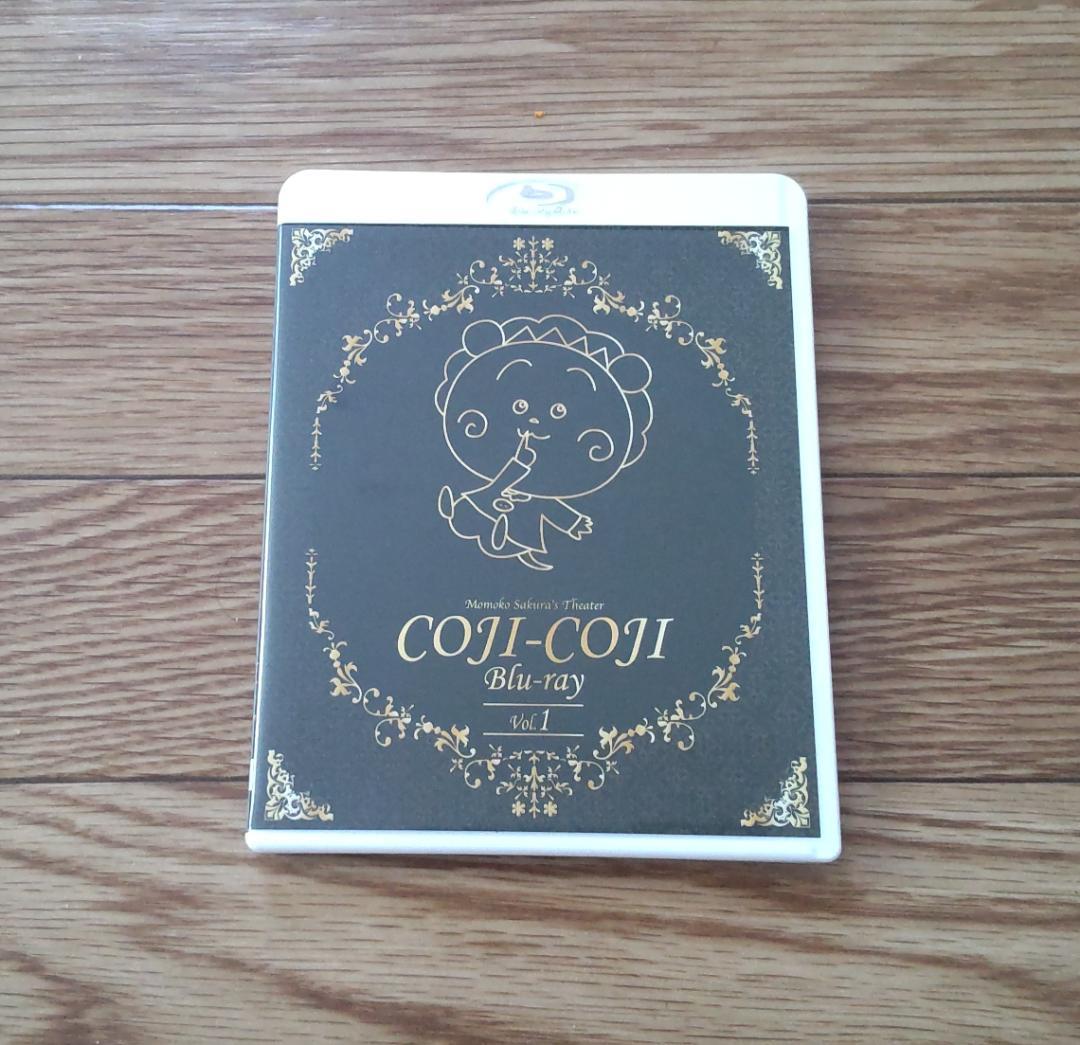 Momoko Sakura's Theater
COJI-COJI
Blu-ray
Vol.1